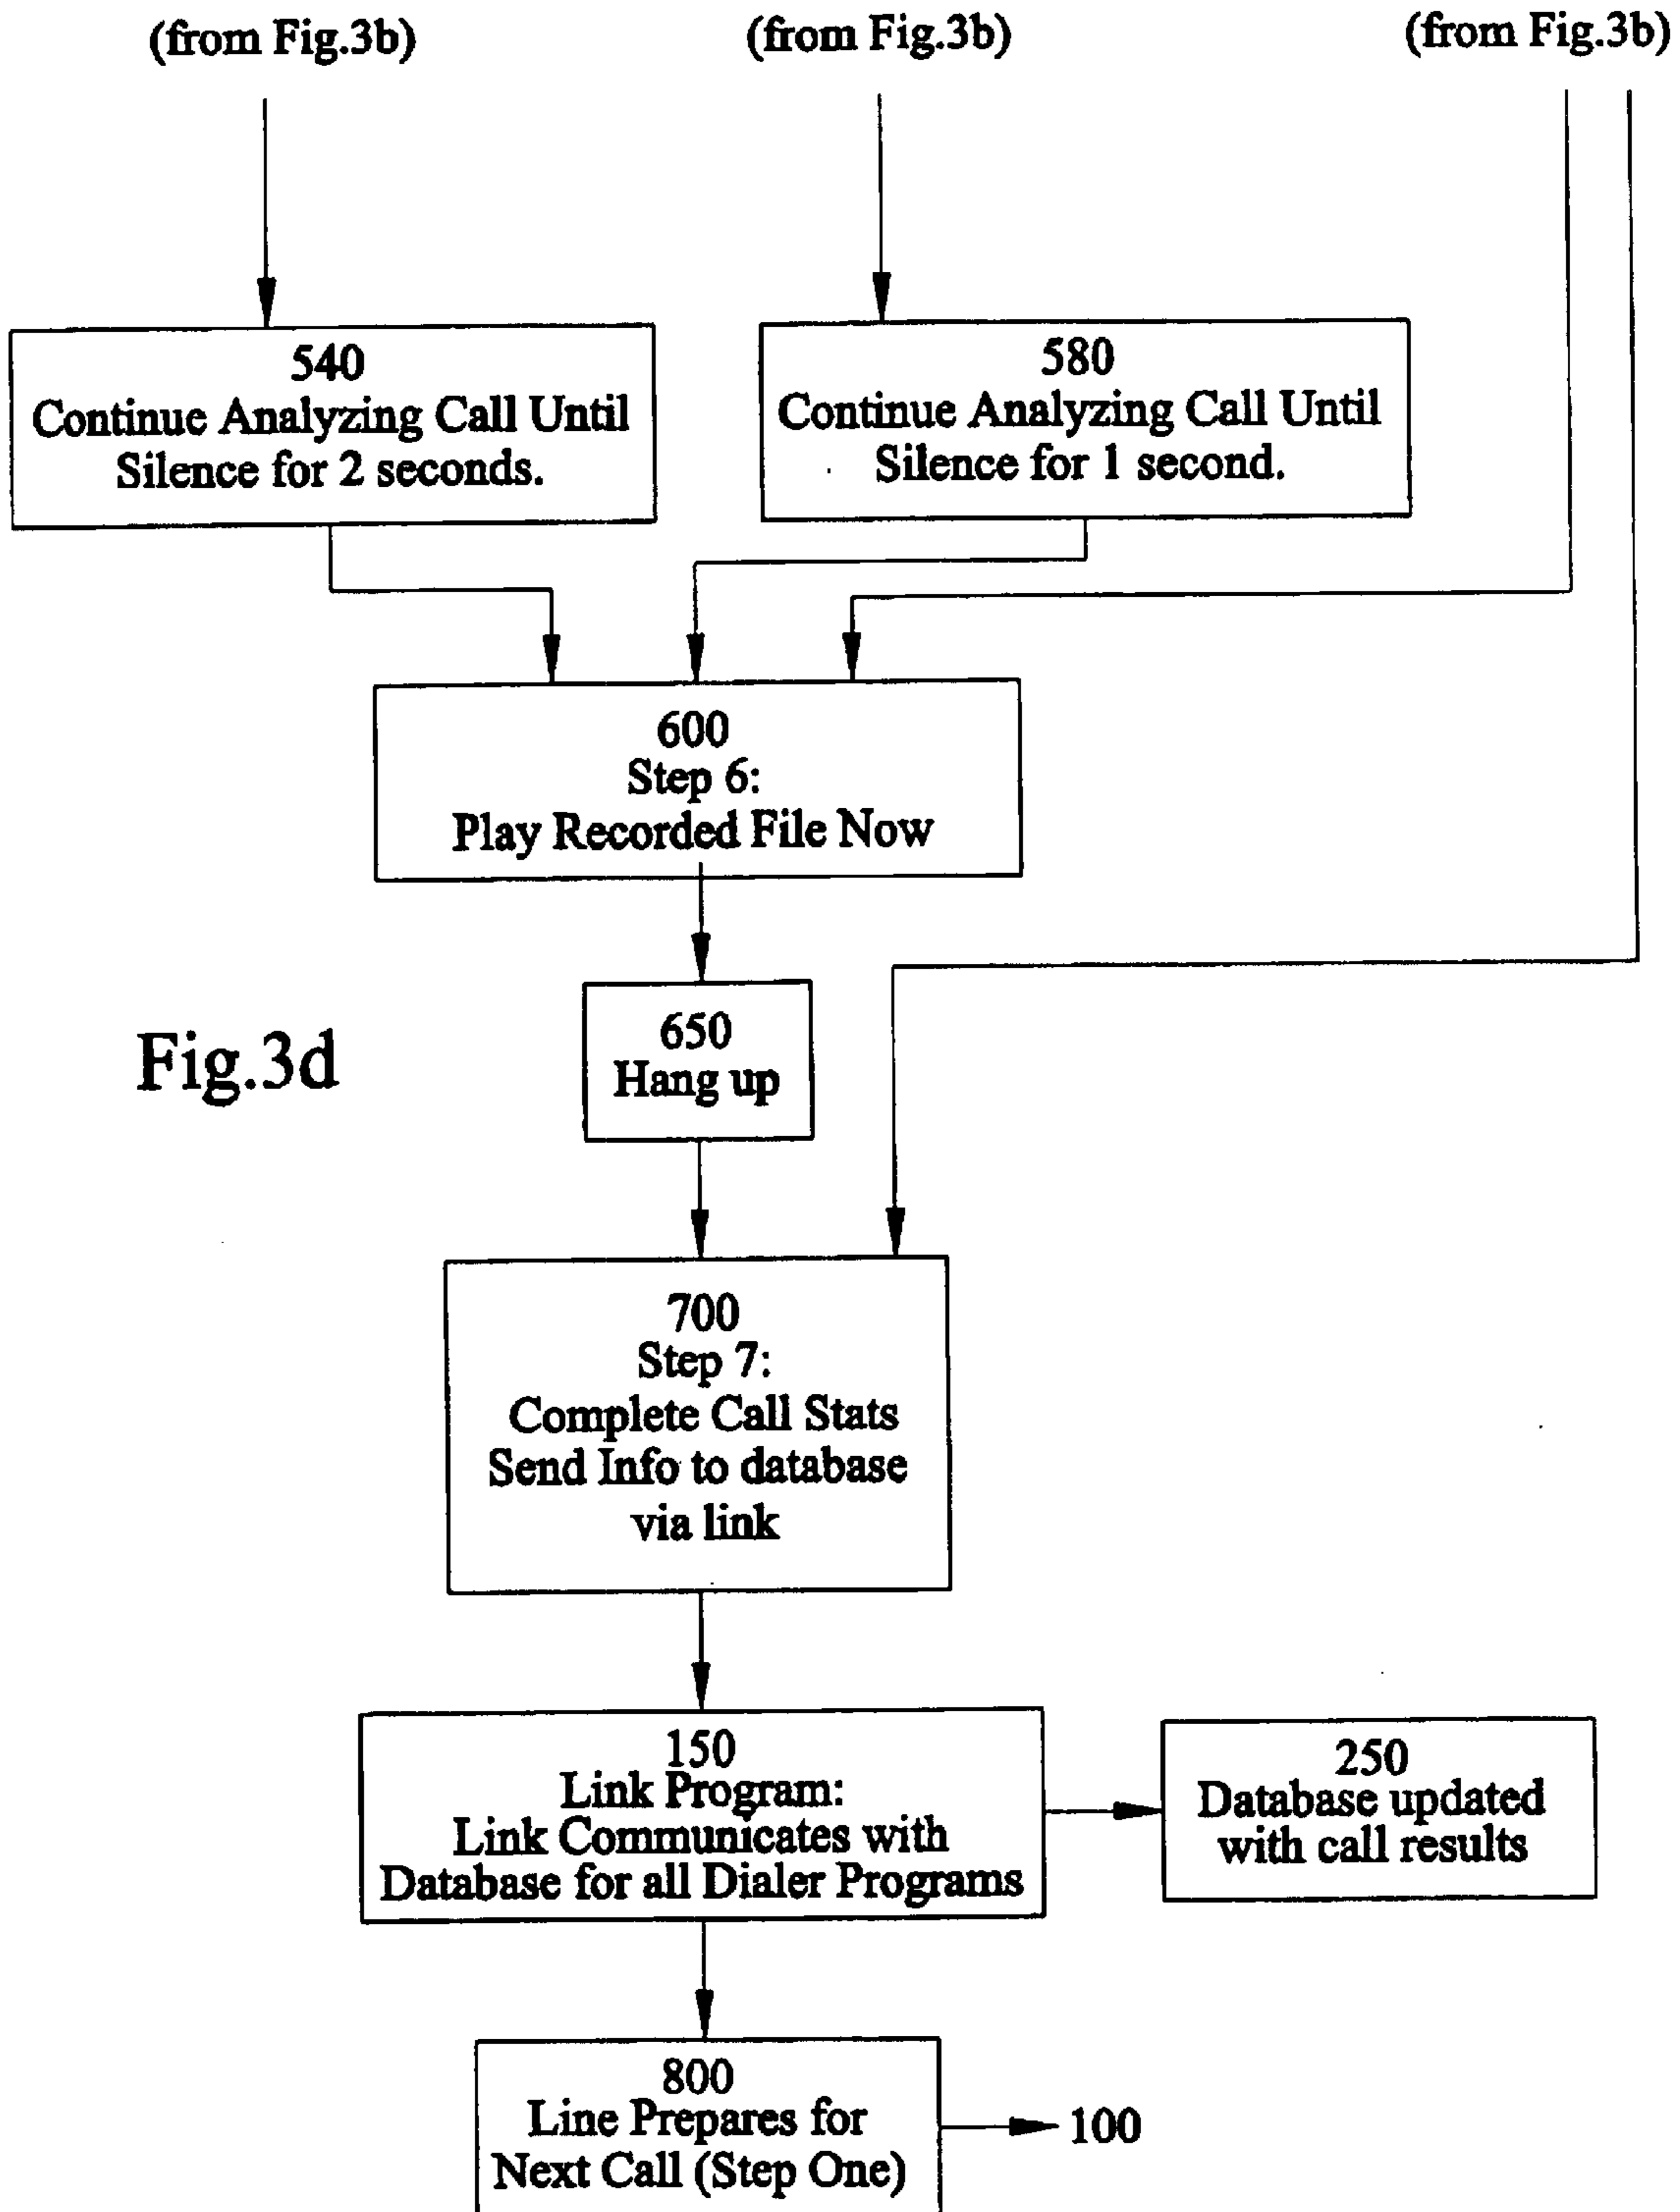 (from Fig.3b)
(from Fig.3b)
(from Fig.3b)
540
Continue Analyzing Call Until
Silence for 2 seconds.
580
Continue Analyzing Call Until
Silence for 1 second.
600
Step 6:
Play Recorded File Now
650
Hang up
Fig.3d
700
Step 7:
Complete Call Stats
Send Info to database
via link
150
Link Program:
Link Communicates with
Database for all Dialer Programs
250
Database updated
with call results
800
Line Prepares for
Next Call (Step One)
100